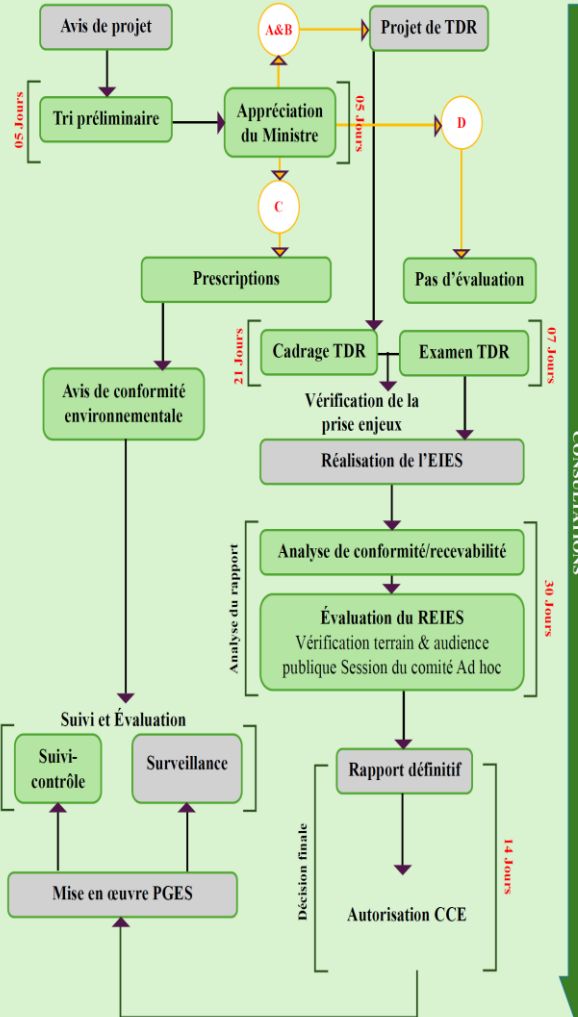 Avis de projet
A&B
Projet de TDR
05 Jours
Tri préliminaire
Appréciation
du Ministre
05 Jours
D
C
Prescriptions
Pas d'évaluation
21 Jours
Cadrage TDR
Examen TDR
07 Jours
Avis de conformité
environnementale
Vérification de la
prise enjeux
CONSULTATIONS
Réalisation de l'EIES
Analyse du rapport
Analyse de conformité/recevabilité
30 Jours
Évaluation du REIES
Vérification terrain & audience
publique Session du comité Ad hoc
Suivi et Évaluation
Suivi-
contrôle
Surveillance
Rapport définitif
Décision finale
14 Jours
Mise en œuvre PGES
Autorisation CCE